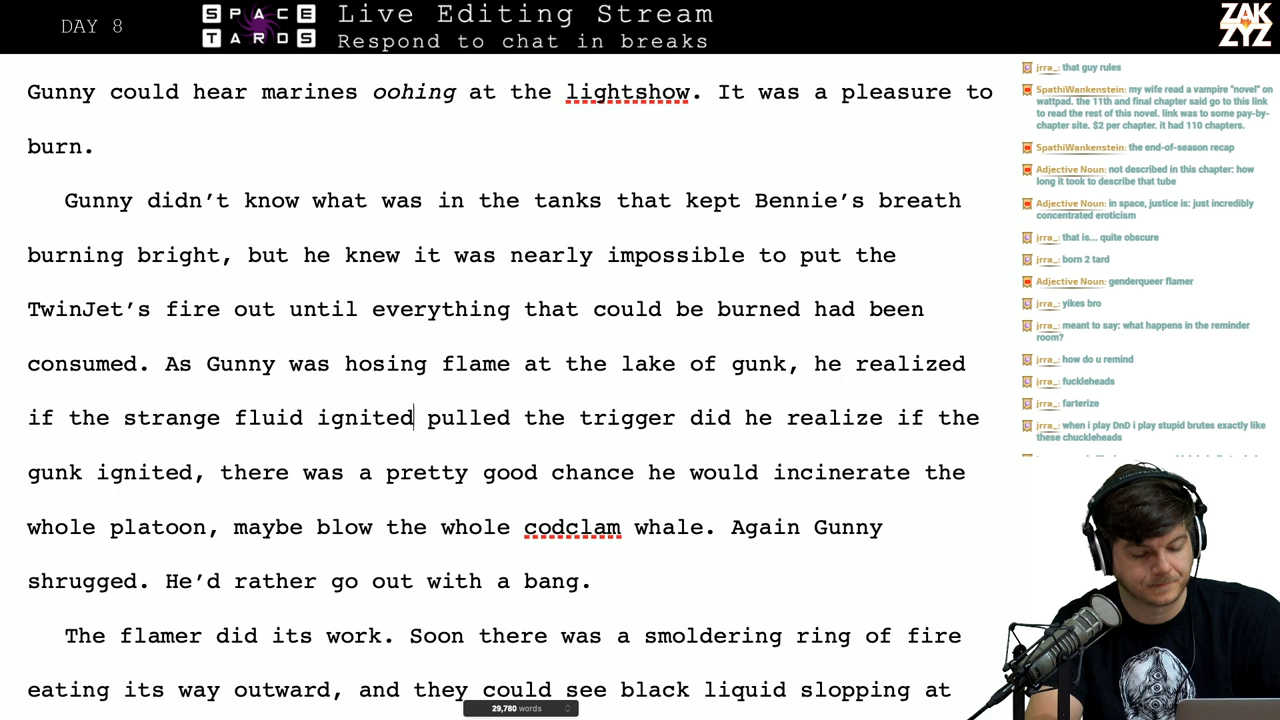 DAY 8
SPACE
TARDS
Live Editing Stream
Respond to chat in breaks
ZAK
ZYZ
Gunny could hear marines oohing at the lightshow. It was a pleasure to
burn.
Gunny didn’t know what was in the tanks that kept Bennie’s breath
burning bright, but he knew it was nearly impossible to put the
TwinJet’s fire out until everything that could be burned had been
consumed. As Gunny was hosing flame at the lake of gunk, he realized
if the strange fluid ignited pulled the trigger did he realize if the
gunk ignited, there was a pretty good chance he would incinerate the
whole platoon, maybe blow the whole codclam whale. Again Gunny
shrugged. He’d rather go out with a bang.
The flamer did its work. Soon there was a smoldering ring of fire
eating its way outward, and they could see black liquid slopping at
29,780 words
jrra_: that guy rules
SpathiWankenstein: my wife read a vampire "novel" on
wattpad. the 11th and final chapter said go to this link
to read the rest of this novel. link was to some pay-by-
chapter site. $2 per chapter. it had 110 chapters.
SpathiWankenstein: the end-of-season recap
Adjective Noun: not described in this chapter: how
long it took to describe that tube
Adjective Noun: in space, justice is: just incredibly
concentrated eroticism
jrra_: that is... quite obscure
jrra_: born 2 tard
Adjective Noun: genderqueer flamer
jrra_: yikes bro
jrra_: meant to say: what happens in the reminder
room?
jrra_: how do u remind
jrra_: fuckleheads
jrra_: farterize
jrra_: when i play DnD i play stupid brutes exactly like
these chuckleheads